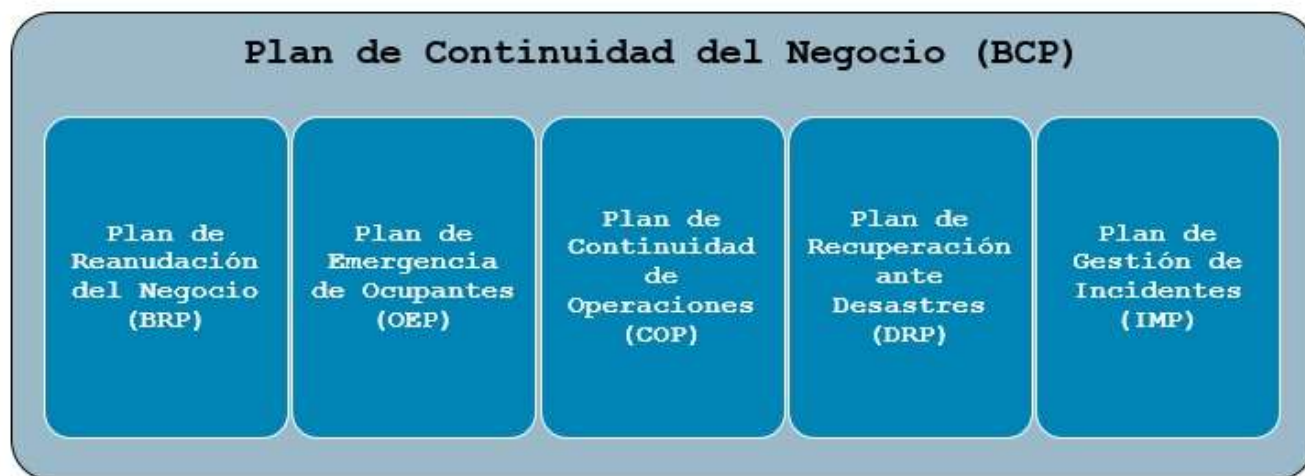 Plan de Continuidad del Negocio (BCP)
Plan de
Reanudación
del Negocio
(BRP)
Plan de
Emergencia
de Ocupantes
(OEP)
Plan de
Continuidad
de
Operaciones
(COP)
Plan de
Recuperación
ante
Desastres
(DRP)
Plan de
Gestión de
Incidentes
(IMP)